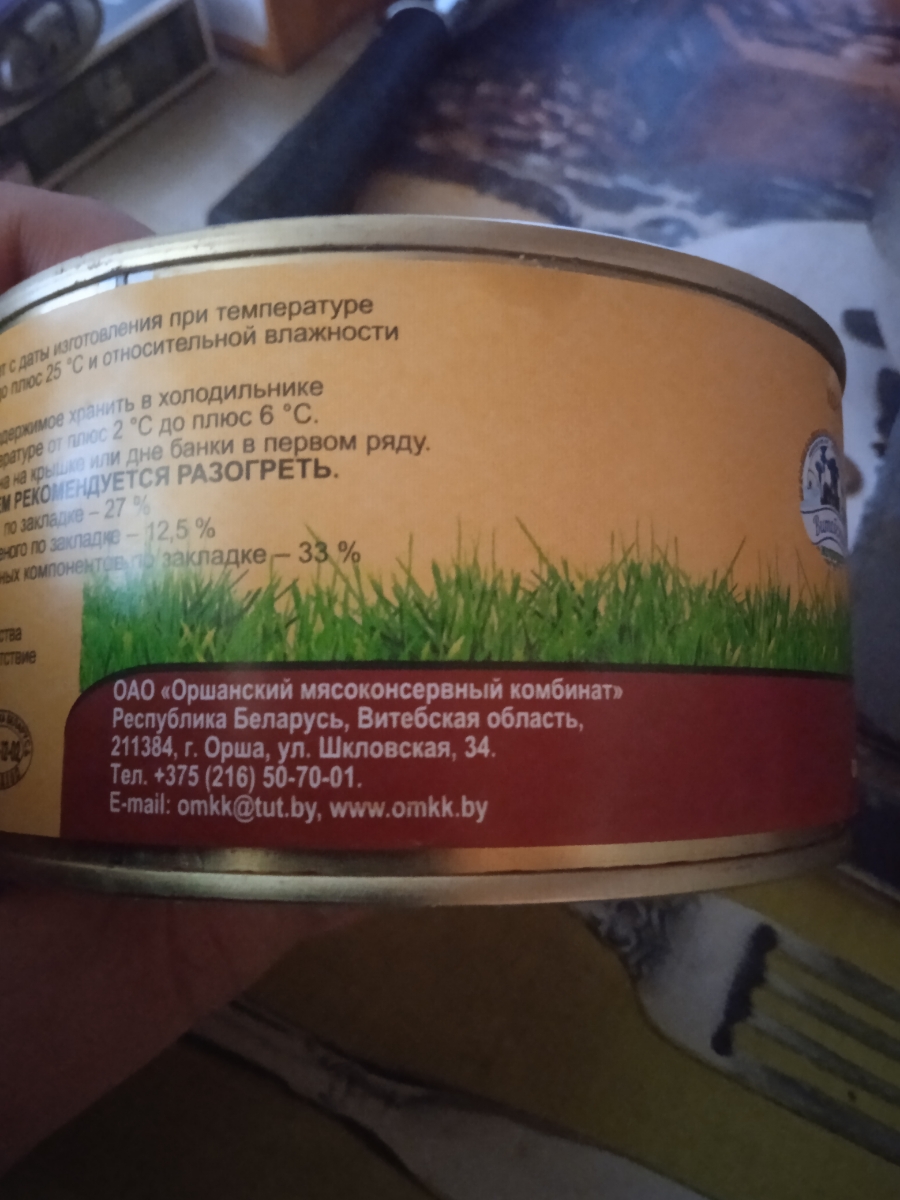 с даты изготовления при температуре
до плюс 25 °С и относительной влажности
хранить в холодильнике
от плюс 2 °С до плюс 6 °С.
на крышке или дне банки в первом ряду.
РЕКОМЕНДУЕТСЯ РАЗОГРЕТЬ.
по закладке – 27 %
по закладке – 12,5 %
компонентов по закладке – 33 %
ОАО «Оршанский мясоконсервный комбинат»
Республика Беларусь, Витебская область,
211384, г. Орша, ул. Шкловская, 34.
Тел. +375 (216) 50-70-01.
E-mail: omkk@tut.by, www.omkk.by